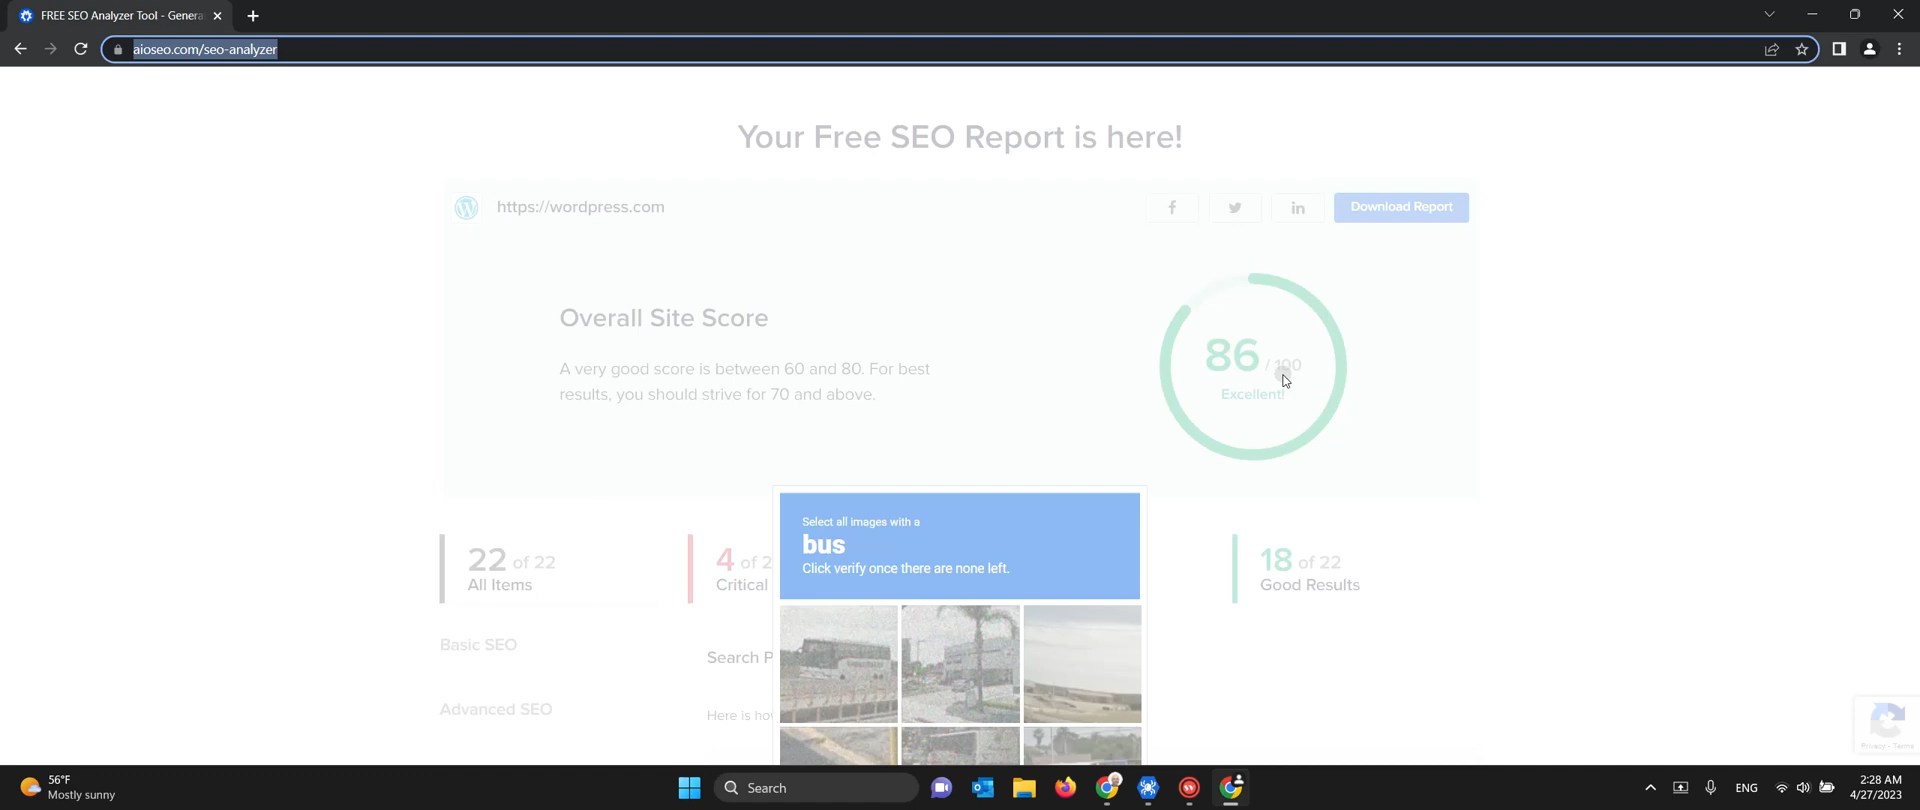 FREE SEO Analyzer Tool - Genera
aioseo.com/seo-analyzer
Your Free SEO Report is here!
https://wordpress.com
Download Report
Overall Site Score
A very good score is between 60 and 80. For best
results, you should strive for 70 and above.
86 / 100
Excellent!
22 of 22
All Items
4 of 2
Critical
18 of 22
Good Results
Select all images with a
bus
Click verify once there are none left.
Basic SEO
Search P
Advanced SEO
Here is ho
Privacy - Terms
56°F
Mostly sunny
Search
ENG
2:28 AM
4/27/2023